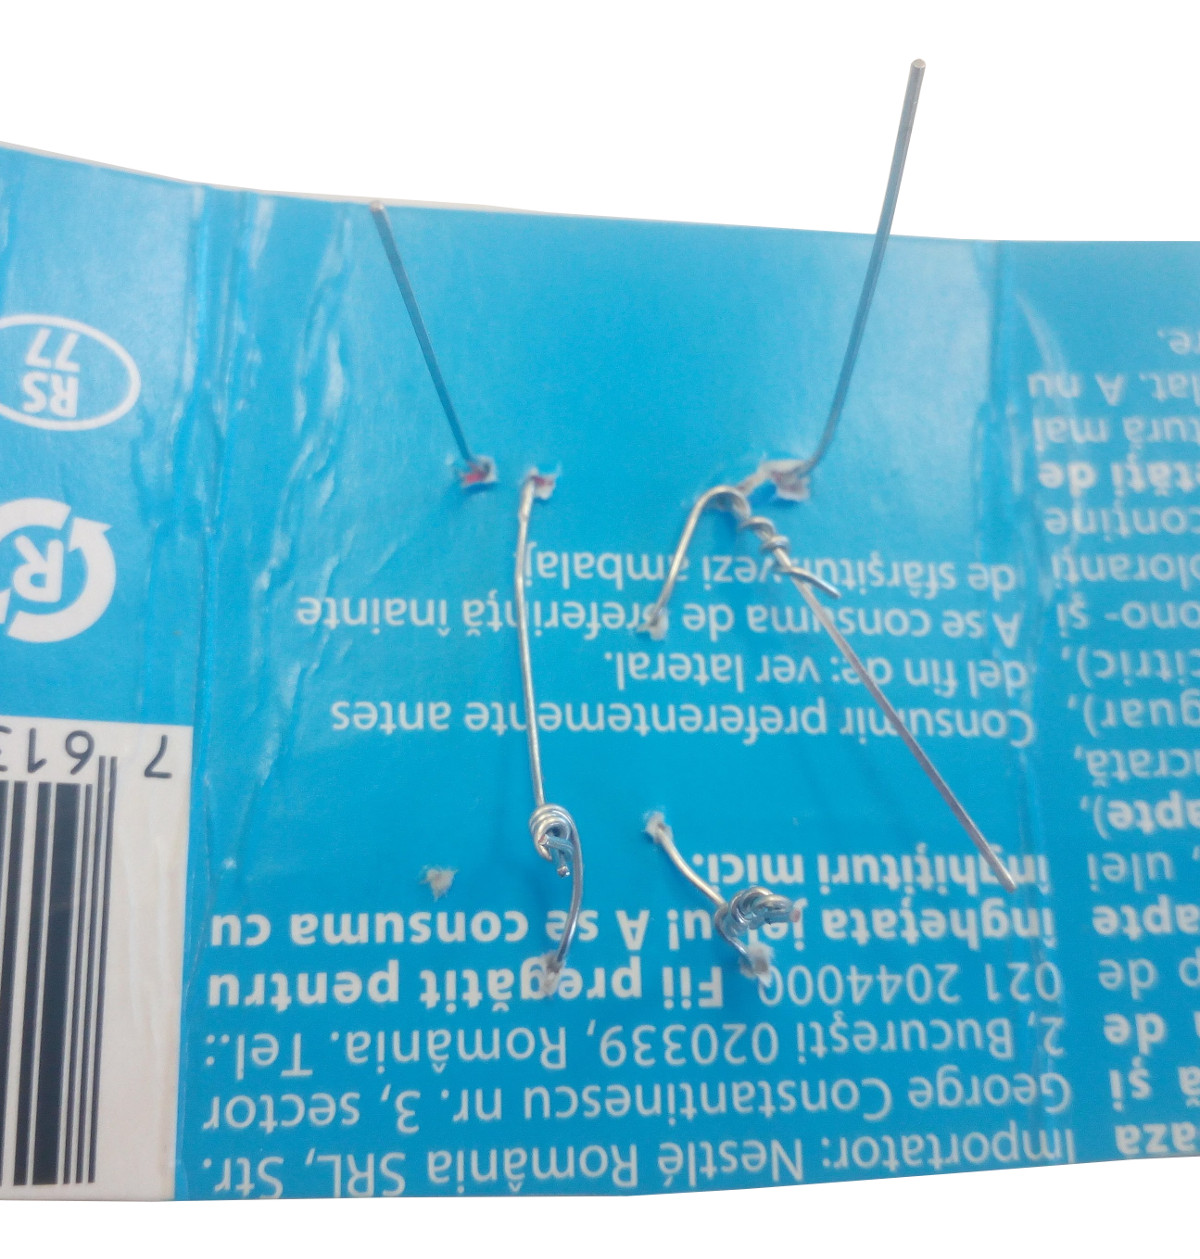 aza
ă și
de
p de
apte
, ulei
apte),
crată,
guar),
citric),
ono- și
oloranți
conține
tăți de
tură mai
lat. A nu
re.
Importator: Nestlé România SRL, Str.
George Constantinescu nr. 3, sector
2, București 020339, România. Tel.:
021 2044000 Fii pregătit pentru
înghețata A se consuma cu
înghițituri mici.
Consumir preferentemente antes
del fin de: ver lateral.
A se consuma de preferință înainte
de sfârșitul: vezi ambalaj.
7 613
R
RS
77